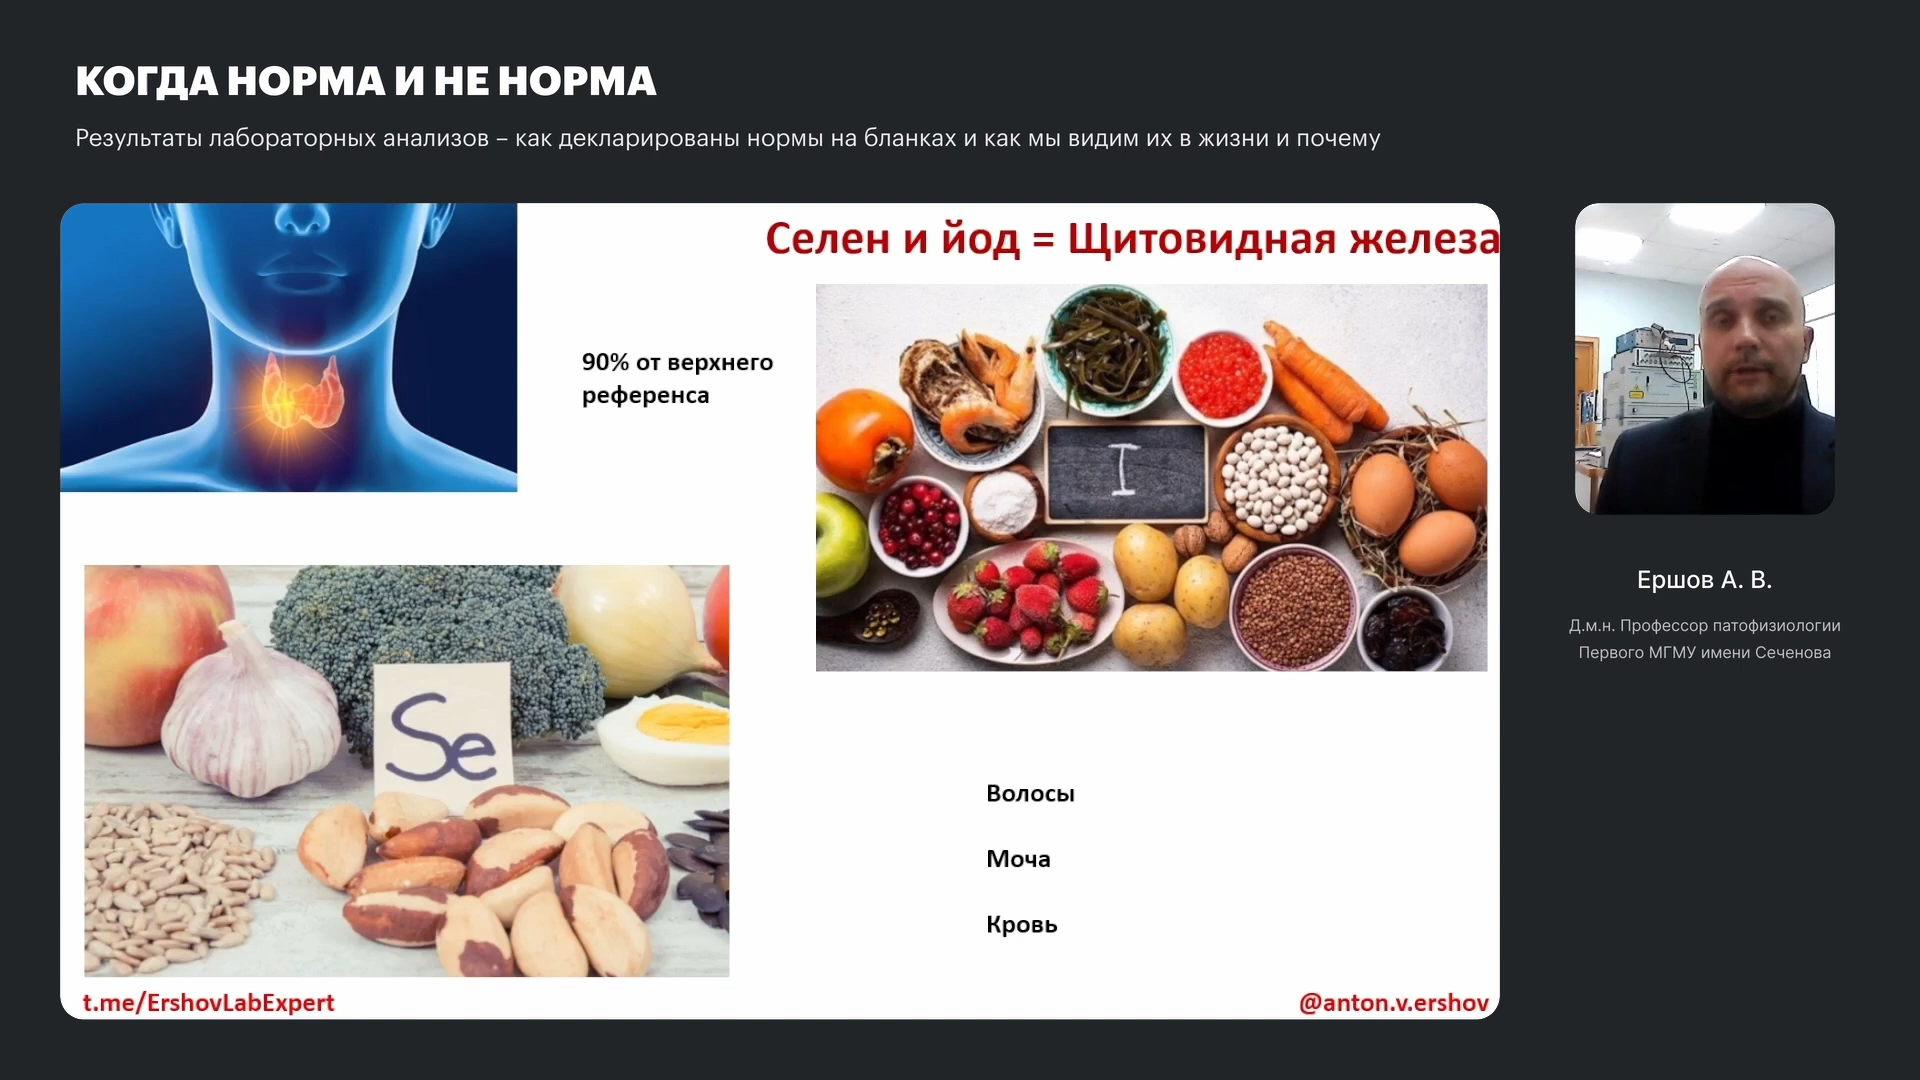 КОГДА НОРМА И НЕ НОРМА
Результаты лабораторных анализов – как декларированы нормы на бланках и как мы видим их в жизни и почему
Селен и йод = Щитовидная железа
90% от верхнего
референса
I
Se
Волосы
Моча
Кровь
t.me/ErshovLabExpert
@anton.v.ershov
Ершов А. В.
Д.м.н. Профессор патофизиологии
Первого МГМУ имени Сеченова